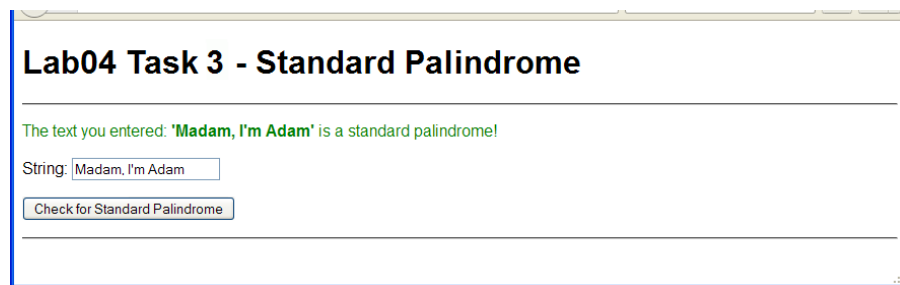 Lab04 Task 3 - Standard Palindrome
The text you entered: 'Madam, I'm Adam' is a standard palindrome!
String: Madam, I'm Adam
Check for Standard Palindrome